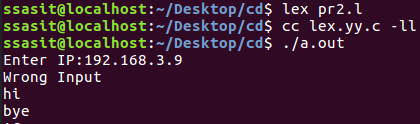 ssasit@localhost:~/Desktop/cd$ lex pr2.l
ssasit@localhost:~/Desktop/cd$ cc lex.yy.c -ll
ssasit@localhost:~/Desktop/cd$ ./a.out
Enter IP:192.168.3.9
Wrong Input
hi
bye